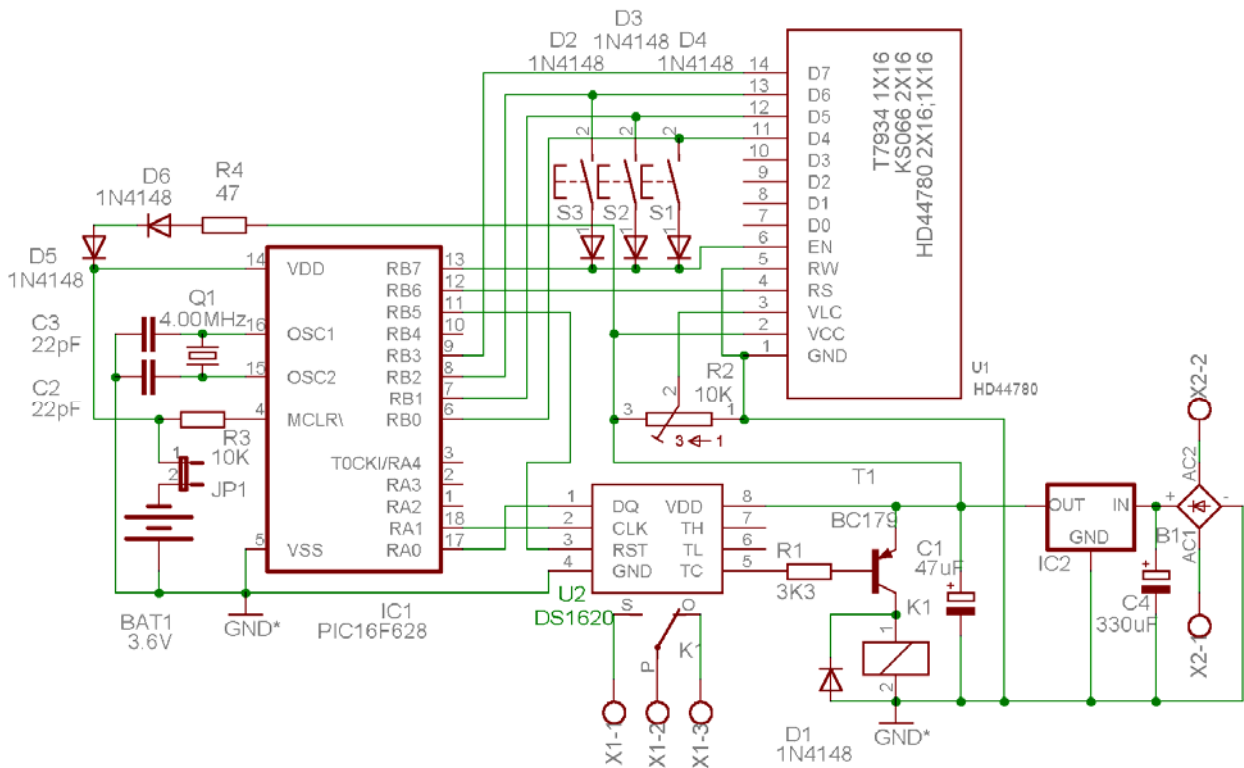 D3
1N4148
D2
1N4148
D4
1N4148
14 D7
13 D6
12 D5
11 D4
10 D3
9 D2
8 D1
7 D0
6 EN
5 RW
4 RS
3 VLC
2 VCC
1 GND
T7934 1X16
KS066 2X16
HD44780 2X16;1X16
U1
HD44780
2
2
2
S3
S2
S1
1
1
1
D6
1N4148
R4
47
D5
1N4148
C3
22pF
C2
22pF
Q1
4.00MHz
14 VDD
16 OSC1
15 OSC2
4 MCLR\
5 VSS
RB7 13
RB6 12
RB5 11
RB4 10
RB3 9
RB2 8
RB1 7
RB0 6
T0CKI/RA4 3
RA3 2
RA2 1
RA1 18
RA0 17
IC1
PIC16F628
R3
10K
1
2
JP1
BAT1
3.6V
GND*
R2
10K
3
2
1
3 ← 1
1 DQ
2 CLK
3 RST
4 GND
VDD 8
TH 7
TL 6
TC 5
U2
DS1620
S
O
P
K1
X1-1
X1-2
X1-3
R1
3K3
T1
BC179
C1
47uF
+
K1
1
2
D1
1N4148
GND*
OUT
IN
GND
IC2
B1
+
-
AC2
AC1
+
C4
330uF
X2-2
X2-1